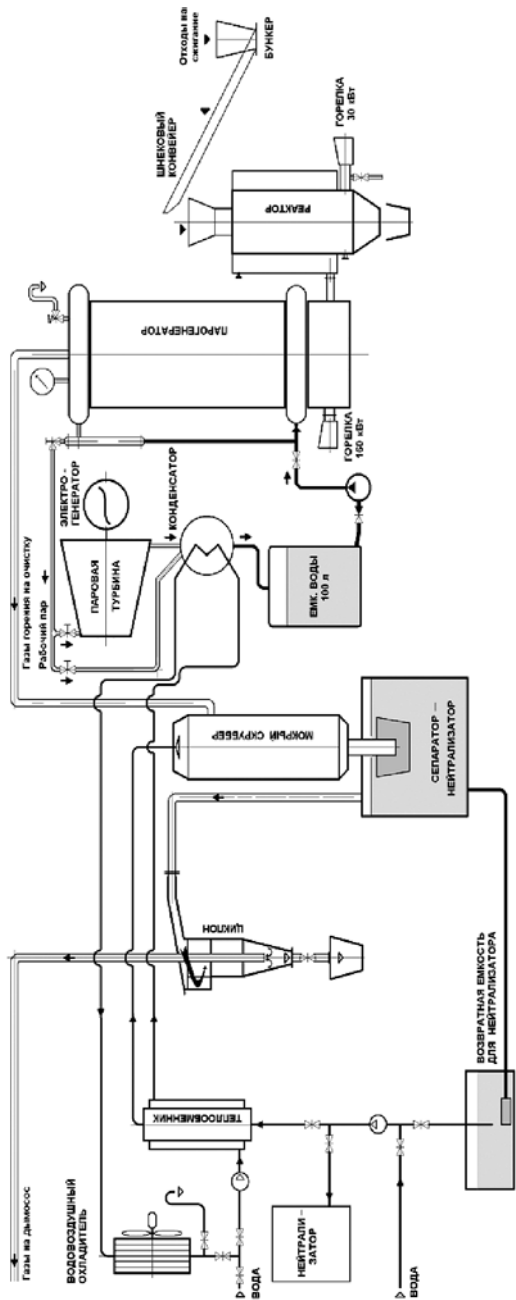 Газы на дымосос
ВОДОВОЗДУШНЫЙ
ОХЛАДИТЕЛЬ
ВОДА
ТЕПЛООБМЕННИК
НЕЙТРАЛИ –
ЗАТОР
ВОДА
ВОЗВРАТНАЯ ЕМКОСТЬ
ДЛЯ НЕЙТРАЛИЗАТОРА
ЦИКЛОН
МОКРЫЙ СКРУББЕР
СЕПАРАТОР –
НЕЙТРАЛИЗАТОР
Газы горения на очистку
Рабочий пар
ПАРОВАЯ
ТУРБИНА
ЭЛЕКТРО -
ГЕНЕРАТОР
КОНДЕНСАТОР
ЕМК. ВОДЫ
100 л
ПАРОГЕНЕРАТОР
ГОРЕЛКА
160 кВт
РЕАКТОР
ГОРЕЛКА
30 кВт
ШНЕКОВЫЙ
КОНВЕЙЕР
Отходы на
сжигание
БУНКЕР